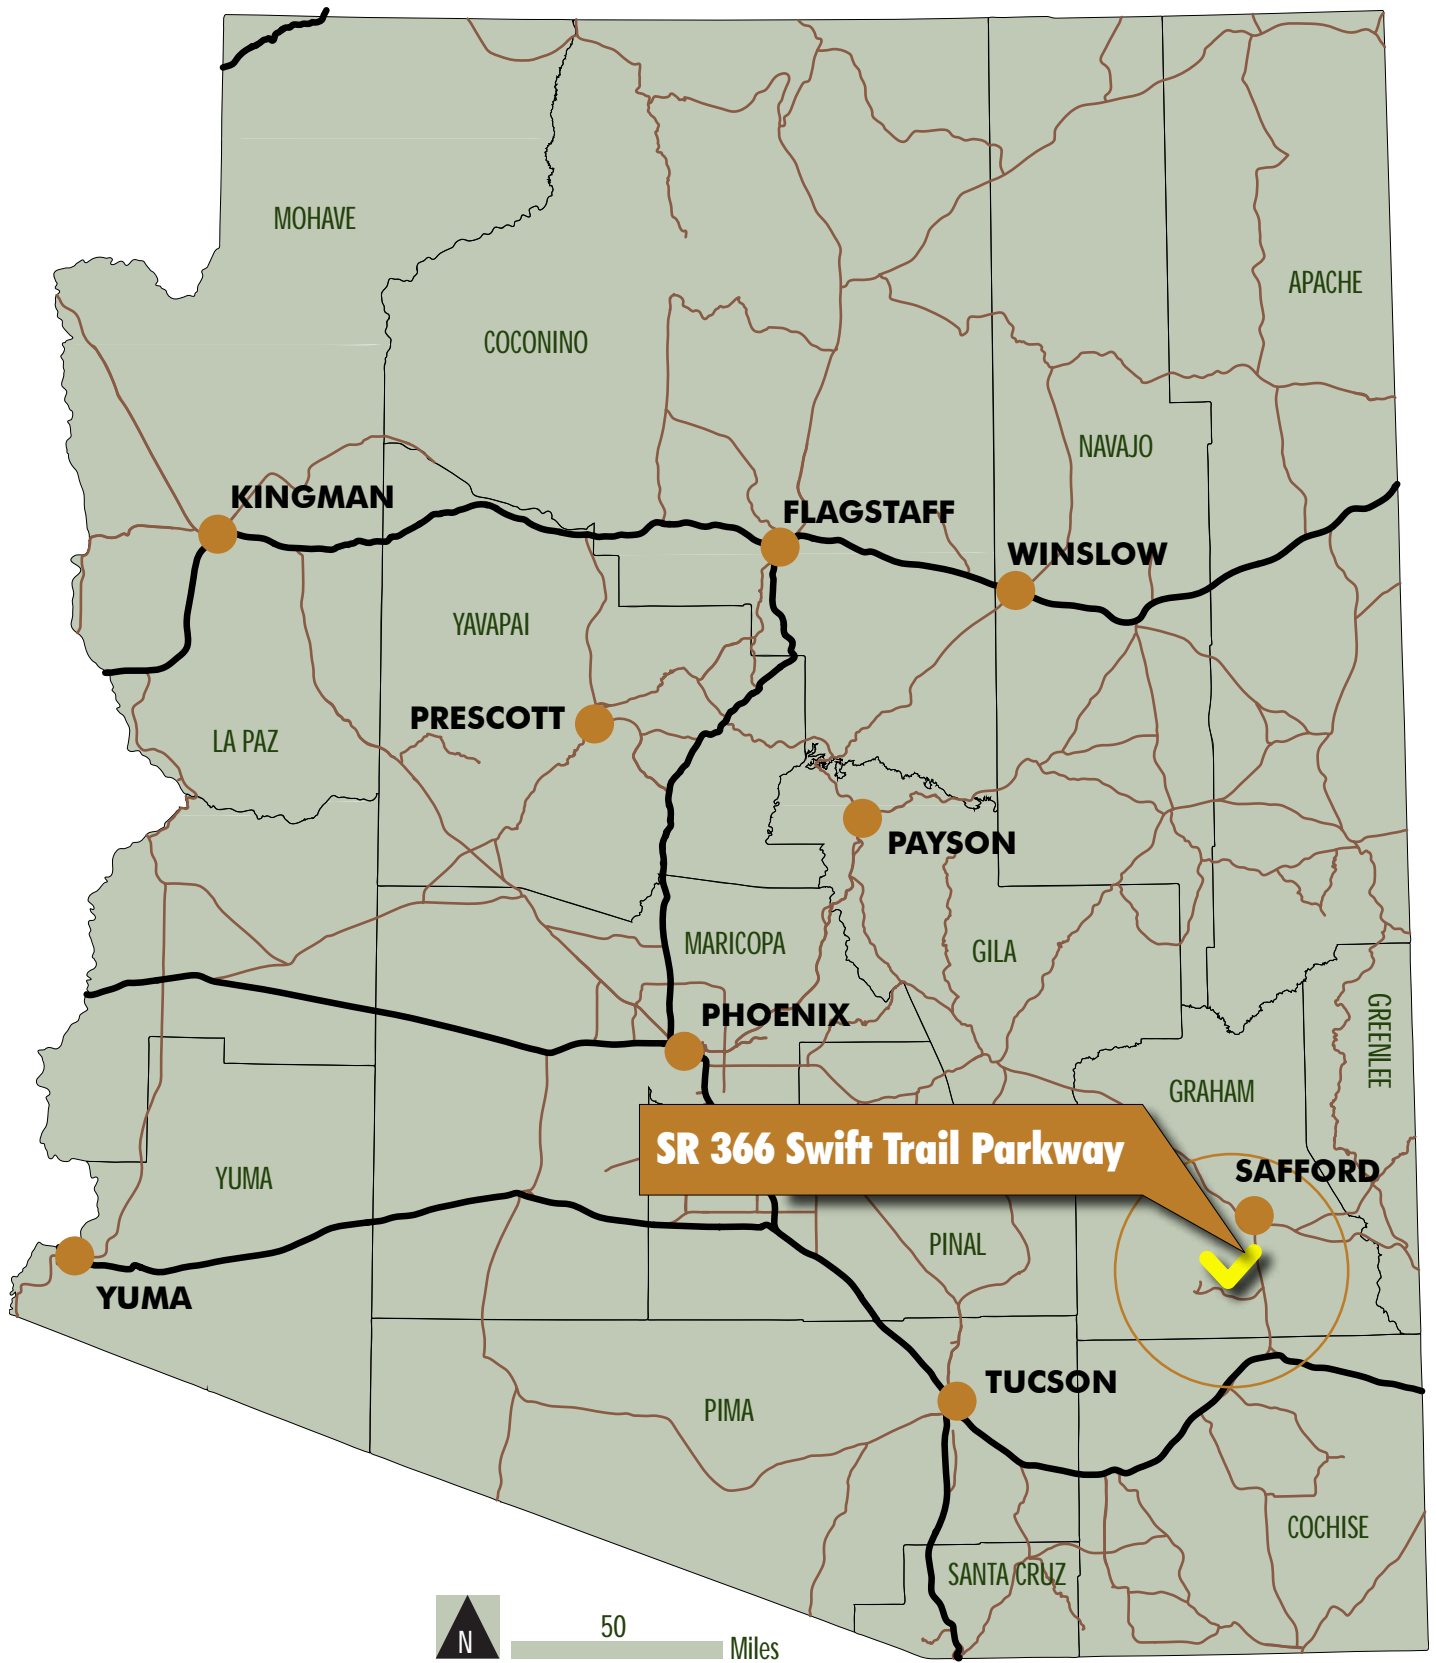 MOHAVE
APACHE
COCONINO
NAVAJO
KINGMAN
FLAGSTAFF
WINSLOW
YAVAPAI
PRESCOTT
LA PAZ
PAYSON
MARICOPA
GILA
PHOENIX
GREENLEE
GRAHAM
SR 366 Swift Trail Parkway
SAFFORD
YUMA
PINAL
YUMA
TUCSON
PIMA
COCHISE
SANTA CRUZ
50
N
Miles